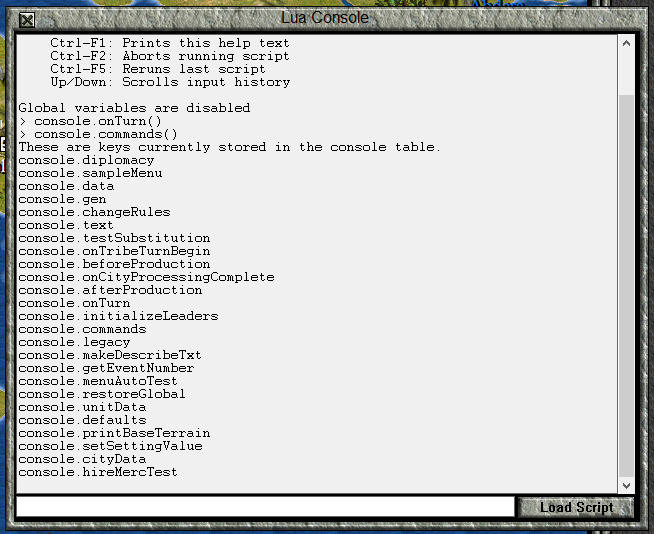 Lua Console
Ctrl-F1: Prints this help text
Ctrl-F2: Aborts running script
Ctrl-F5: Reruns last script
Up/Down: Scrolls input history
Global variables are disabled
> console.onTurn()
> console.commands()
These are keys currently stored in the console table.
console.diplomacy
console.sampleMenu
console.data
console.gen
console.changeRules
console.text
console.testSubstitution
console.onTribeTurnBegin
console.beforeProduction
console.onCityProcessingComplete
console.afterProduction
console.onTurn
console.initializeLeaders
console.commands
console.legacy
console.makeDescribeTxt
console.getEventNumber
console.menuAutoTest
console.restoreGlobal
console.unitData
console.defaults
console.printBaseTerrain
console.setSettingValue
console.cityData
console.hireMercTest
Load Script